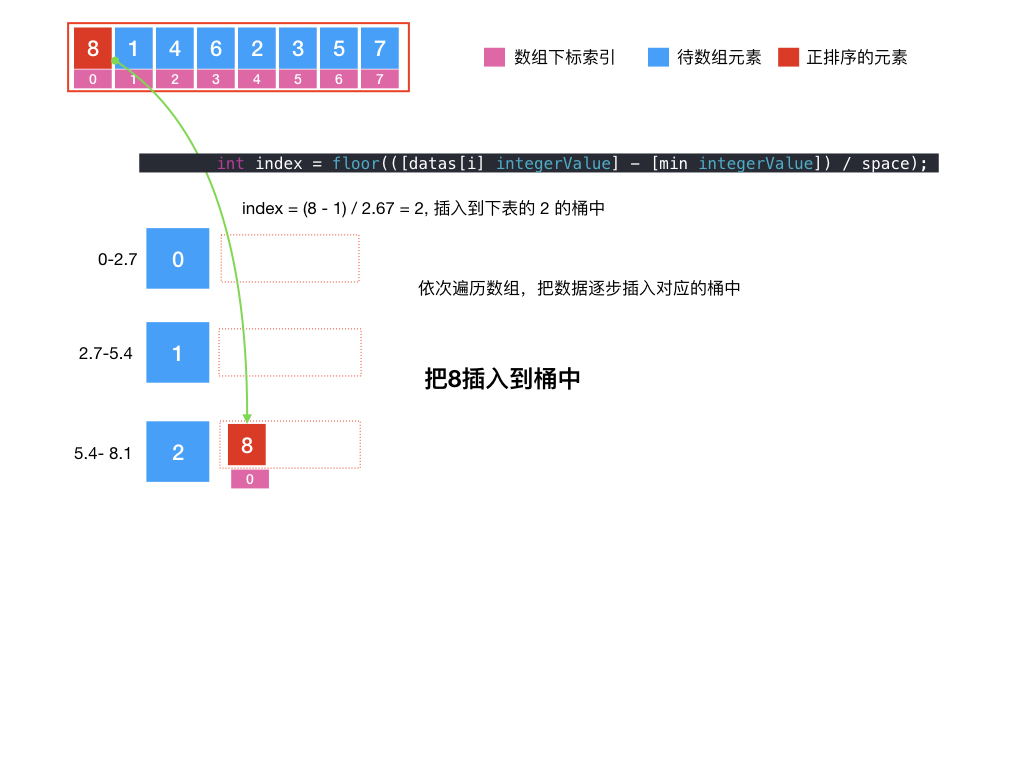 8 1 4 6 2 3 5 7
0 1 2 3 4 5 6 7
数组下标索引 待数组元素 正排序的元素
int index = floor(([datas[i] integerValue] - [min integerValue]) / space);
index = (8 - 1) / 2.67 = 2, 插入到下表的 2 的桶中
0-2.7 0
依次遍历数组，把数据逐步插入对应的桶中
2.7-5.4 1
把8插入到桶中
5.4- 8.1 2 8
0